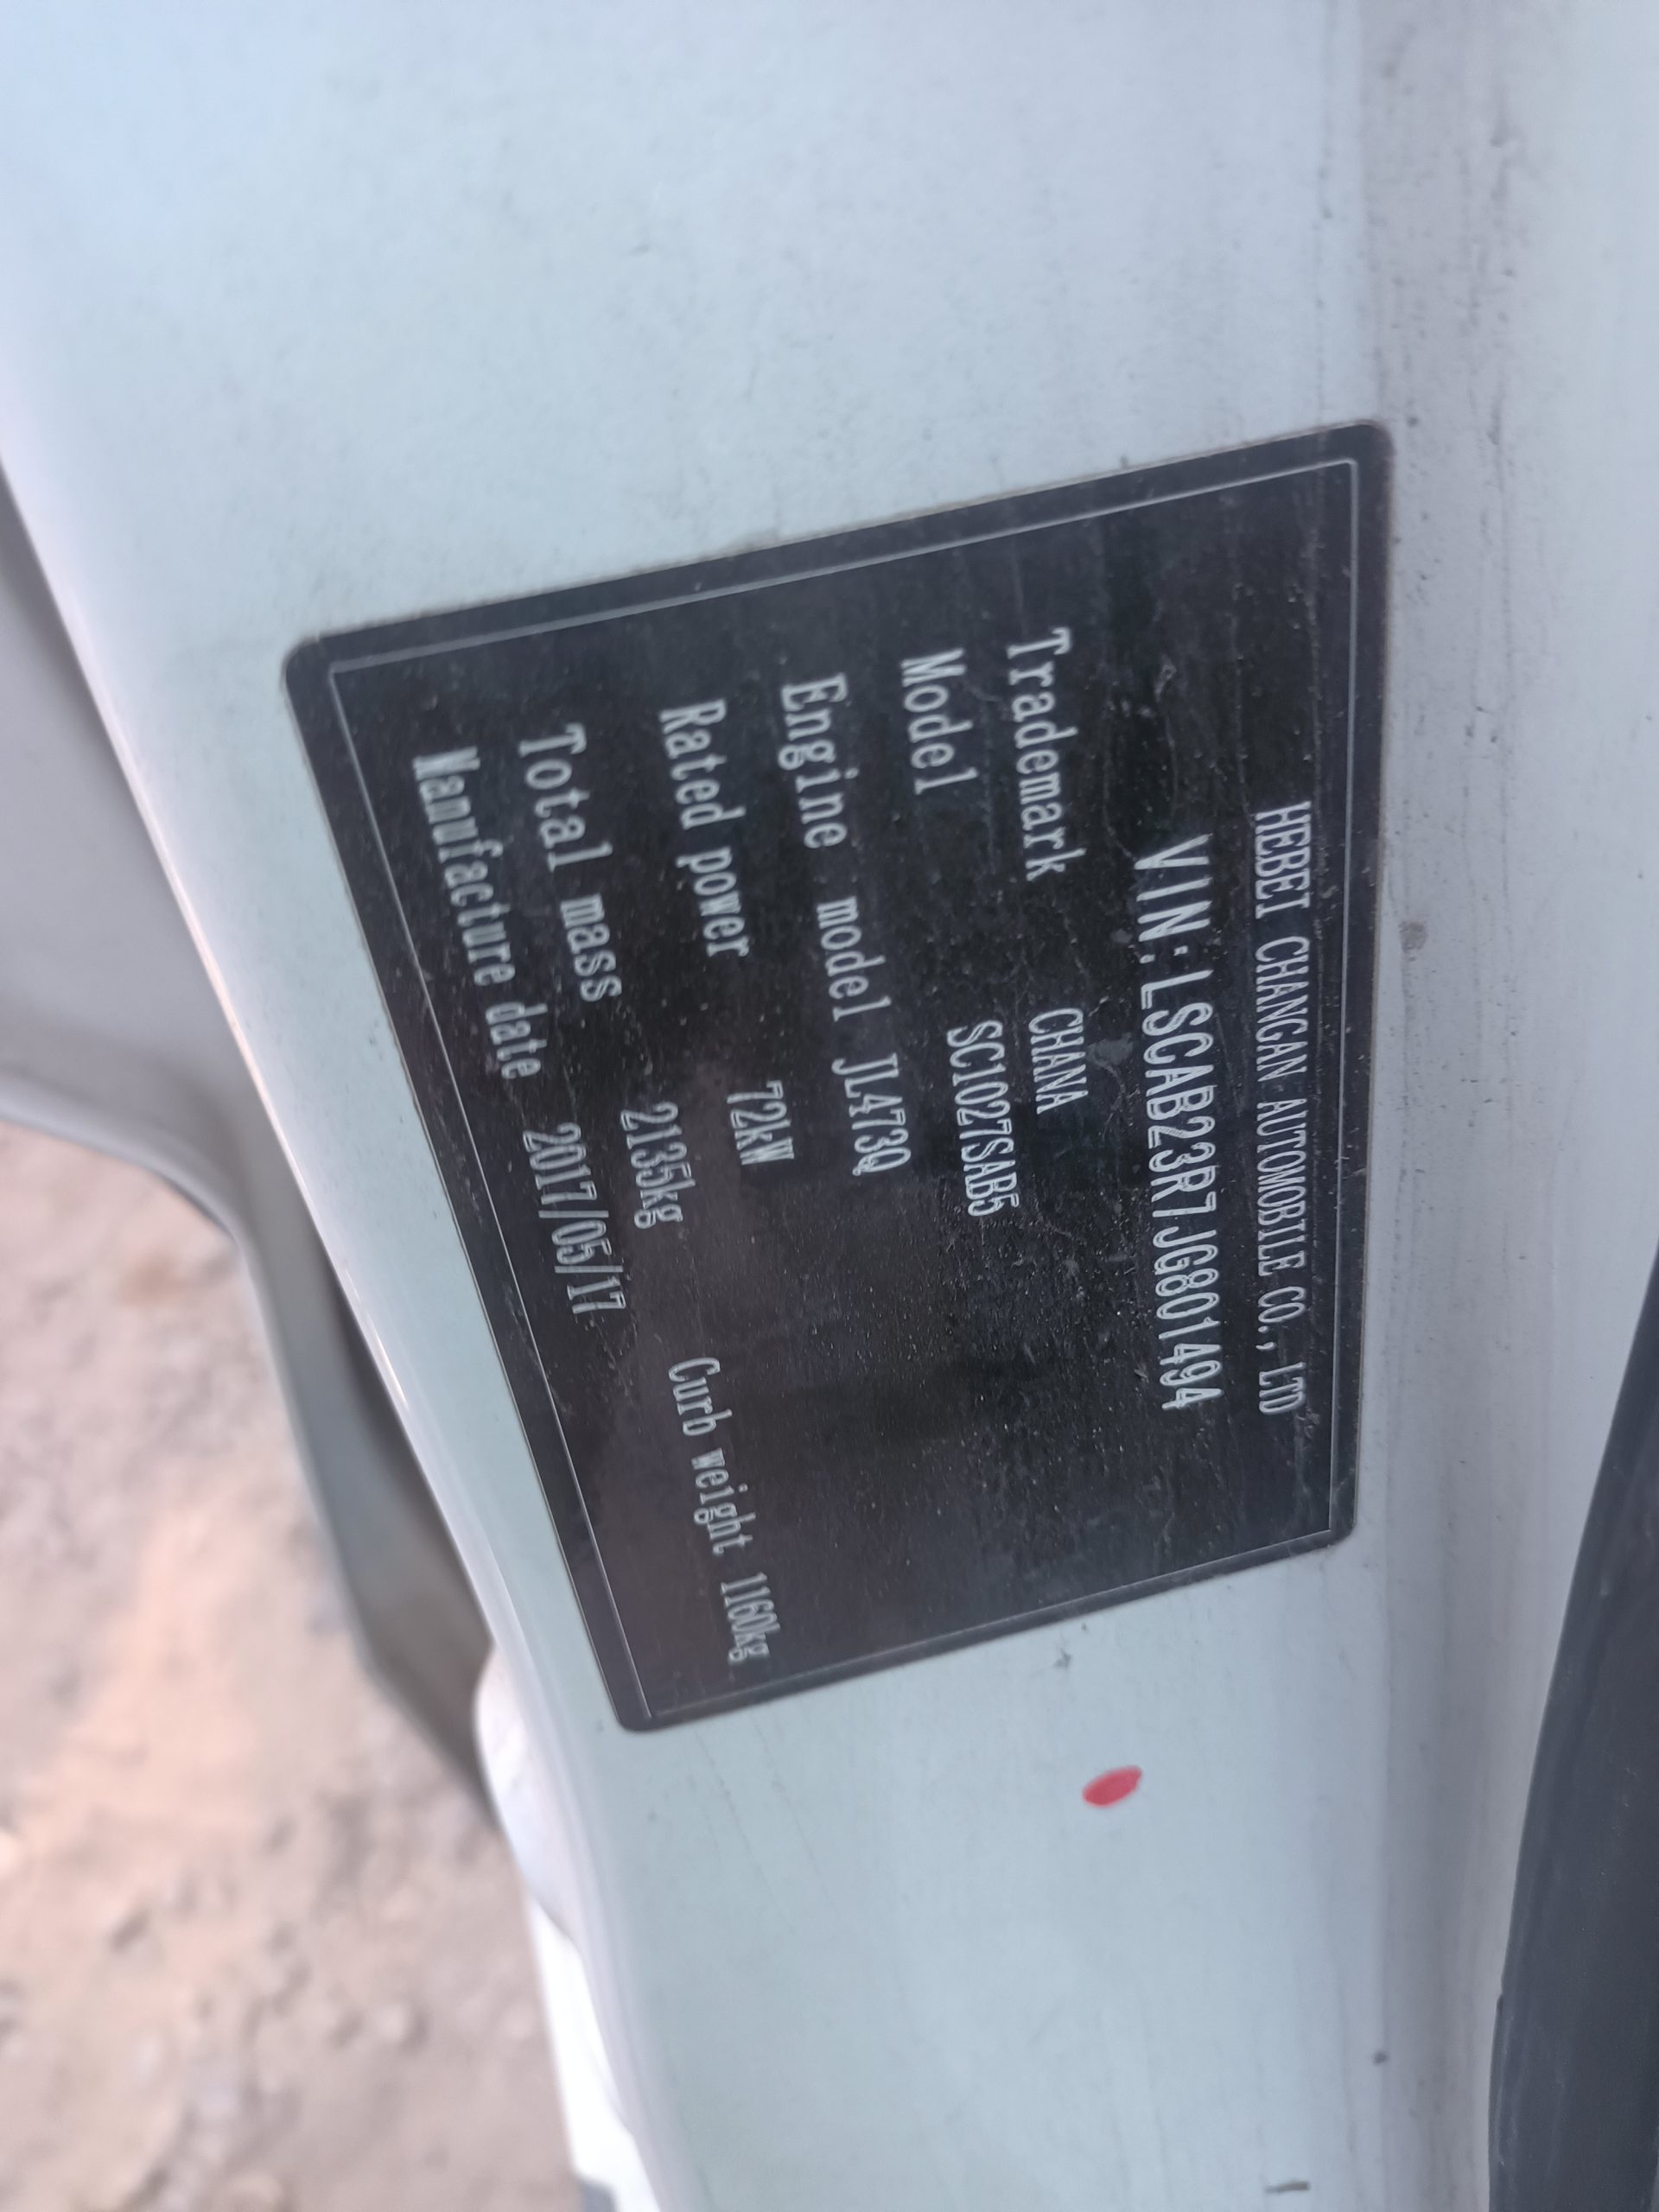 HEBEI CHANGAN AUTOMOBILE CO., LTD
VIN:LSCAB23R7JG801494
Trademark CHANA
Model SC1027SAB5
Engine model JL473Q
Rated power 72kW
Total mass 2135kg Curb weight 1160kg
Manufacture date 2017/05/17